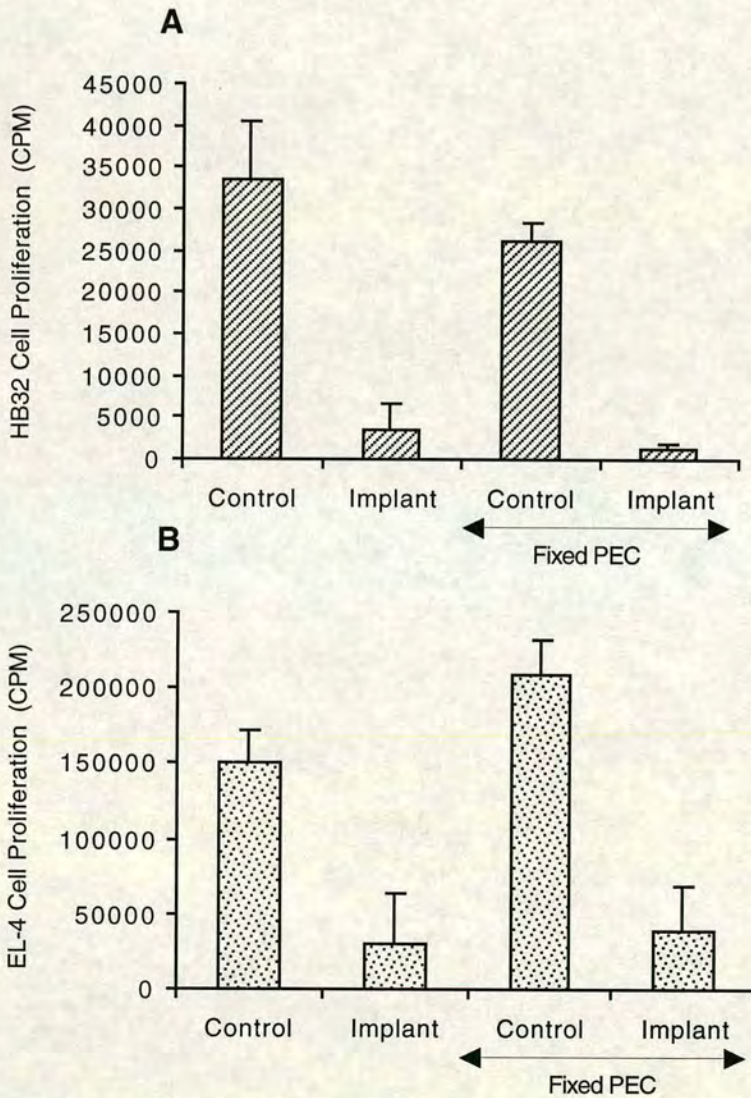 A
HB32 Cell Proliferation (CPM)
45000
40000
35000
30000
25000
20000
15000
10000
5000
0
Control Implant Control Implant
Fixed PEC
B
EL-4 Cell Proliferation (CPM)
250000
200000
150000
100000
50000
0
Control Implant Control Implant
Fixed PEC